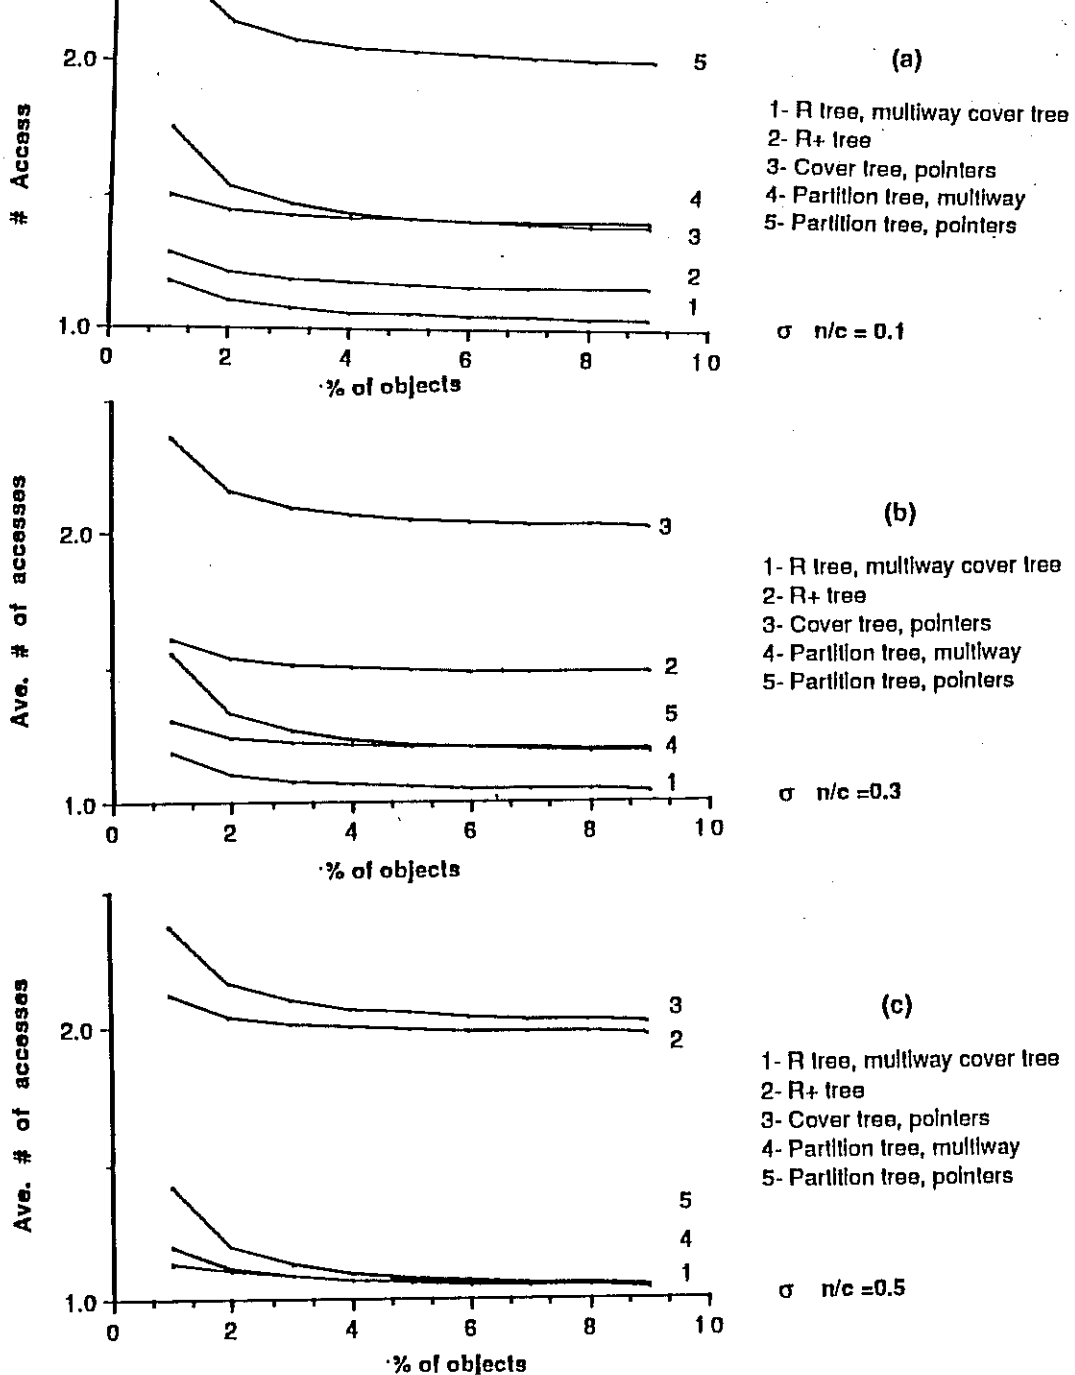 2.0
5
(a)
# Access
1- R tree, multiway cover tree
2- R+ tree
3- Cover tree, pointers
4- Partition tree, multiway
5- Partition tree, pointers
4
3
2
1
1.0
σ n/c = 0.1
0 2 4 6 8 10
% of objects
Ave. # of accesses
2.0
3
(b)
1- R tree, multiway cover tree
2- R+ tree
3- Cover tree, pointers
4- Partition tree, multiway
5- Partition tree, pointers
2
5
4
1
1.0
σ n/c =0.3
0 2 4 6 8 10
% of objects
Ave. # of accesses
3
(c)
2.0
2
1- R tree, multiway cover tree
2- R+ tree
3- Cover tree, pointers
4- Partition tree, multiway
5- Partition tree, pointers
5
4
1
1.0
σ n/c =0.5
0 2 4 6 8 10
% of objects